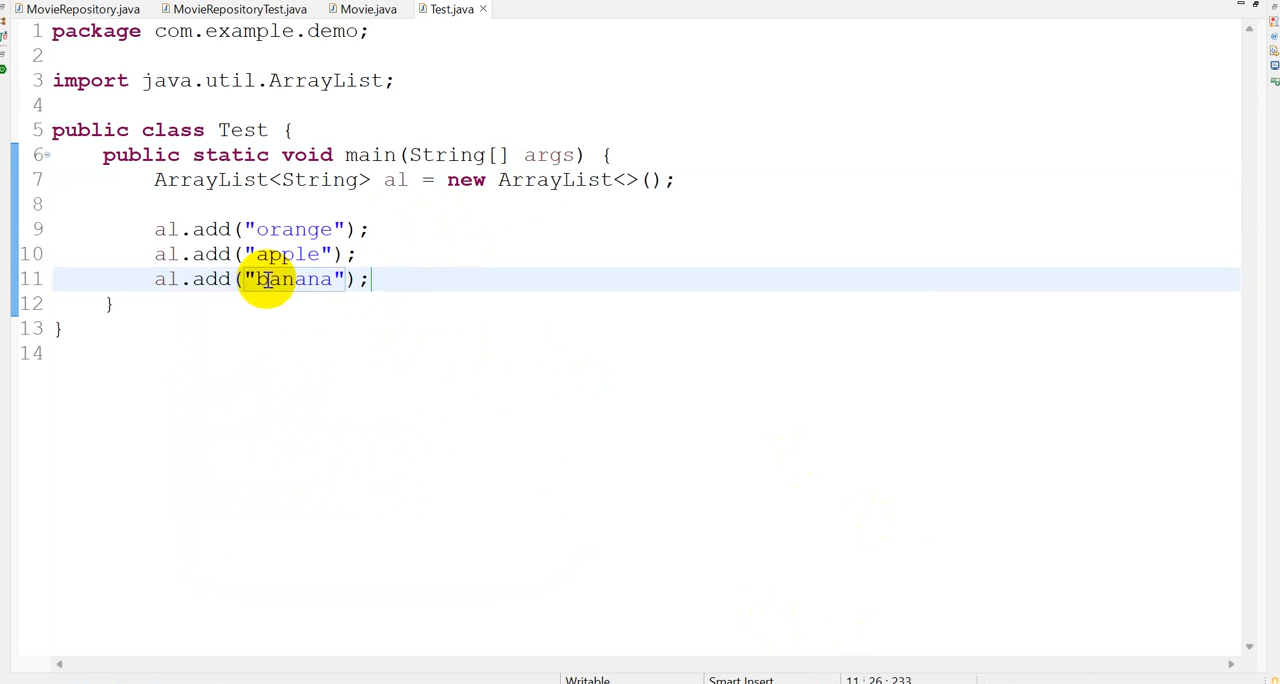 MovieRepository.java MovieRepositoryTest.java Movie.java Test.java
1 package com.example.demo;
2
3 import java.util.ArrayList;
4
5 public class Test {
6 public static void main(String[] args) {
7 ArrayList<String> al = new ArrayList<>();
8
9 al.add("orange");
10 al.add("apple");
11 al.add("banana");
12 }
13 }
14
Writable Smart Insert 11 : 26 : 233